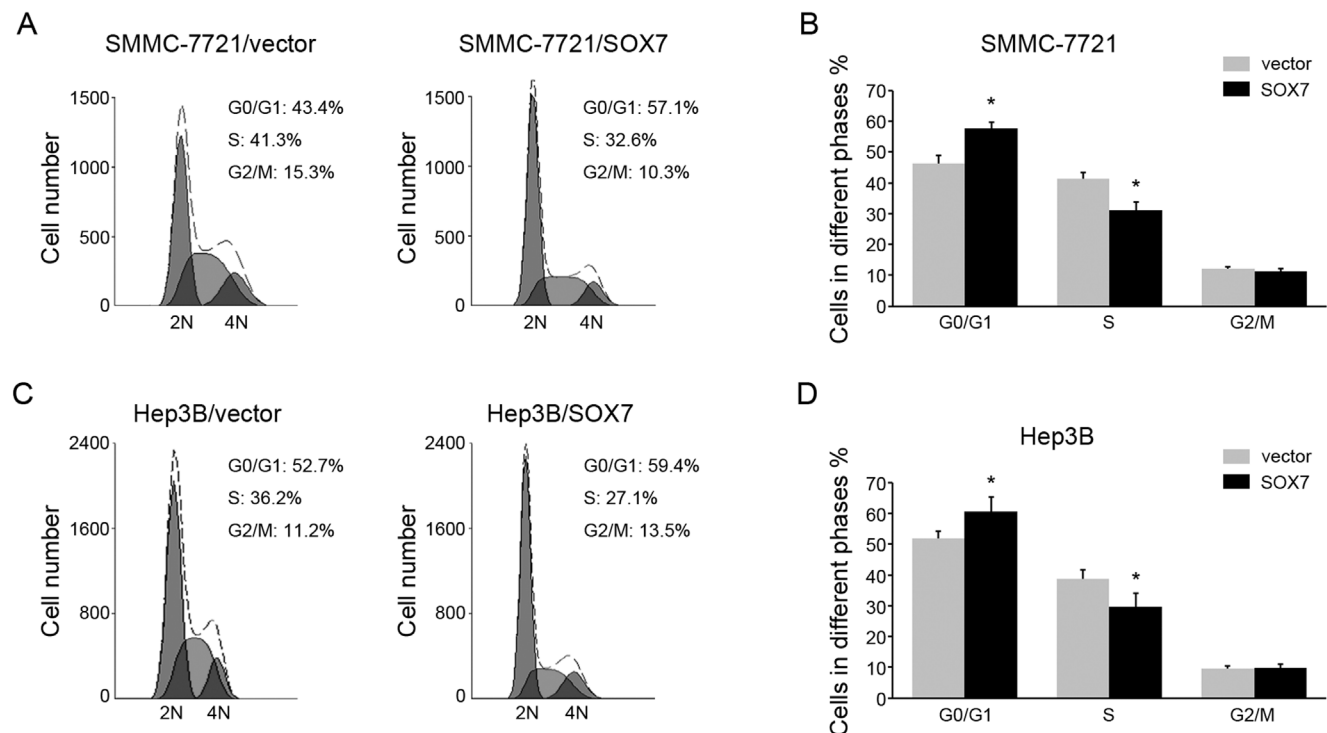 A
SMMC-7721/vector
SMMC-7721/SOX7
1500
1000
500
0
Cell number
G0/G1: 43.4%
S: 41.3%
G2/M: 15.3%
2N
4N
1500
1000
500
0
Cell number
G0/G1: 57.1%
S: 32.6%
G2/M: 10.3%
2N
4N
B
SMMC-7721
vector
SOX7
Cells in different phases %
70
60
50
40
30
20
10
0
*
*
G0/G1
S
G2/M
C
Hep3B/vector
Hep3B/SOX7
2400
1600
800
0
Cell number
G0/G1: 52.7%
S: 36.2%
G2/M: 11.2%
2N
4N
2400
1600
800
0
Cell number
G0/G1: 59.4%
S: 27.1%
G2/M: 13.5%
2N
4N
D
Hep3B
vector
SOX7
Cells in different phases %
70
60
50
40
30
20
10
0
*
*
G0/G1
S
G2/M